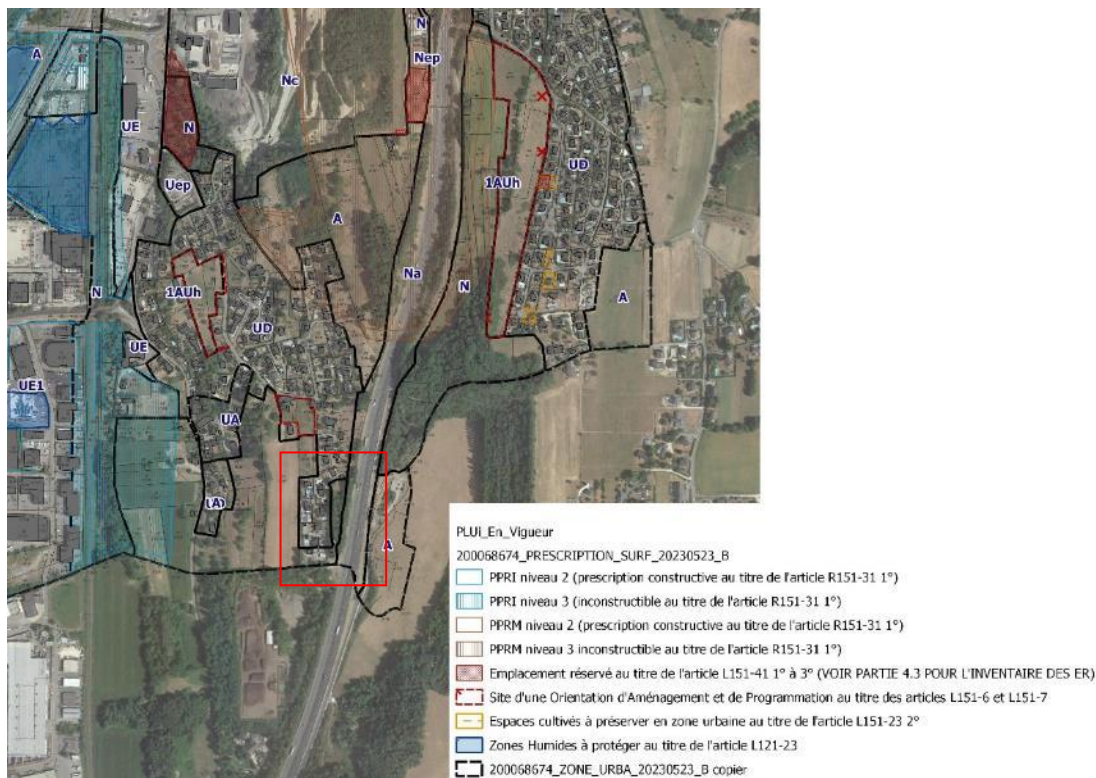 N
A
Nep
Nc
UE
N
UD
Uep
1AUh
A
Na
N
1AUh
N
A
UD
UE
UE1
UA
A
PLUi_En_Vigueur
200068674_PRESCRIPTION_SURF_20230523_B
PPRI niveau 2 (prescription constructive au titre de l'article R151-31 1°)
PPRI niveau 3 (inconstructible au titre de l'article R151-31 1°)
PPRM niveau 2 (prescription constructive au titre de l'article R151-31 1°)
PPRM niveau 3 inconstructible au titre de l'article R151-31 1°)
Emplacement réservé au titre de l'article L151-41 1° à 3° (VOIR PARTIE 4.3 POUR L'INVENTAIRE DES ER)
Site d'une Orientation d'Aménagement et de Programmation au titre des articles L151-6 et L151-7
Espaces cultivés à préserver en zone urbaine au titre de l'article L151-23 2°
Zones Humides à protéger au titre de l'article L121-23
200068674_ZONE_URBA_20230523_B copier